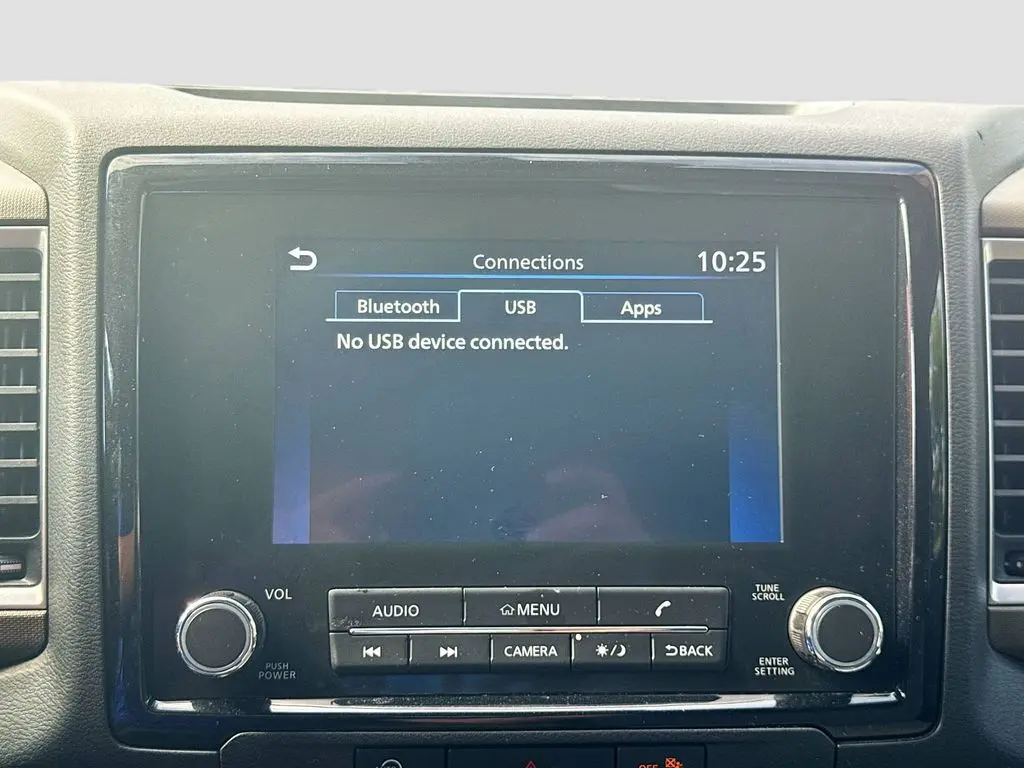 Connections 10:25
Bluetooth USB Apps
No USB device connected.
VOL
TUNE
SCROLL
AUDIO MENU
CAMERA BACK
PUSH
POWER
ENTER
SETTING
OFF